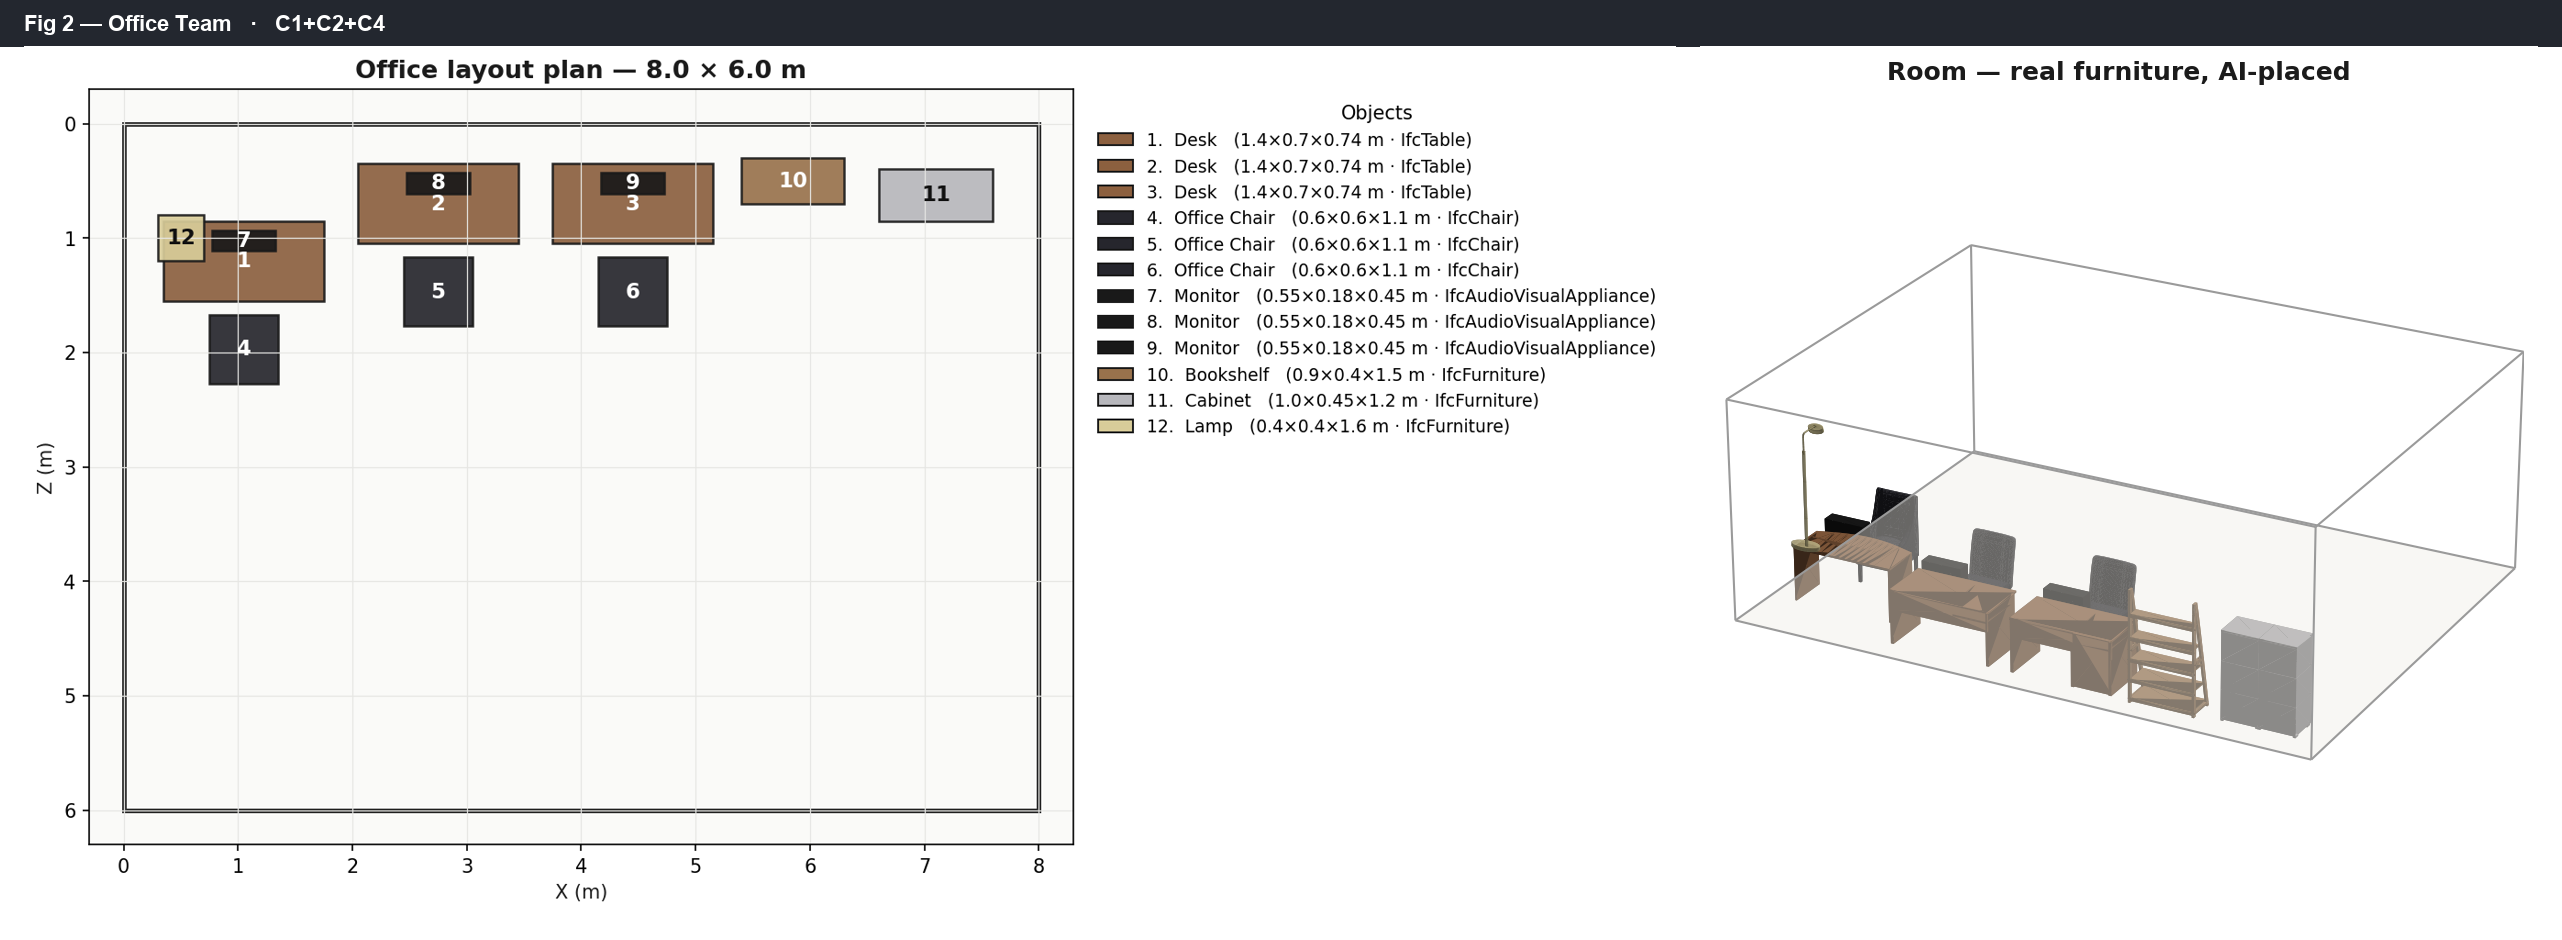 Fig 2 — Office Team · C1+C2+C4
Office layout plan — 8.0 × 6.0 m
0
1
2
3
4
5
6
Z (m)
0 1 2 3 4 5 6 7 8
X (m)
8
2
9
3
10
11
12
7
1
5
6
4
Objects
1. Desk (1.4×0.7×0.74 m · IfcTable)
2. Desk (1.4×0.7×0.74 m · IfcTable)
3. Desk (1.4×0.7×0.74 m · IfcTable)
4. Office Chair (0.6×0.6×1.1 m · IfcChair)
5. Office Chair (0.6×0.6×1.1 m · IfcChair)
6. Office Chair (0.6×0.6×1.1 m · IfcChair)
7. Monitor (0.55×0.18×0.45 m · IfcAudioVisualAppliance)
8. Monitor (0.55×0.18×0.45 m · IfcAudioVisualAppliance)
9. Monitor (0.55×0.18×0.45 m · IfcAudioVisualAppliance)
10. Bookshelf (0.9×0.4×1.5 m · IfcFurniture)
11. Cabinet (1.0×0.45×1.2 m · IfcFurniture)
12. Lamp (0.4×0.4×1.6 m · IfcFurniture)
Room — real furniture, AI-placed